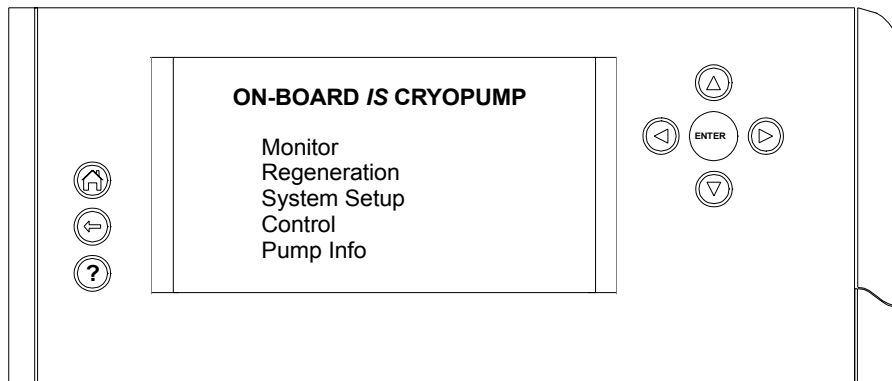 ON-BOARD IS CRYOPUMP
Monitor
Regeneration
System Setup
Control
Pump Info
ENTER
?